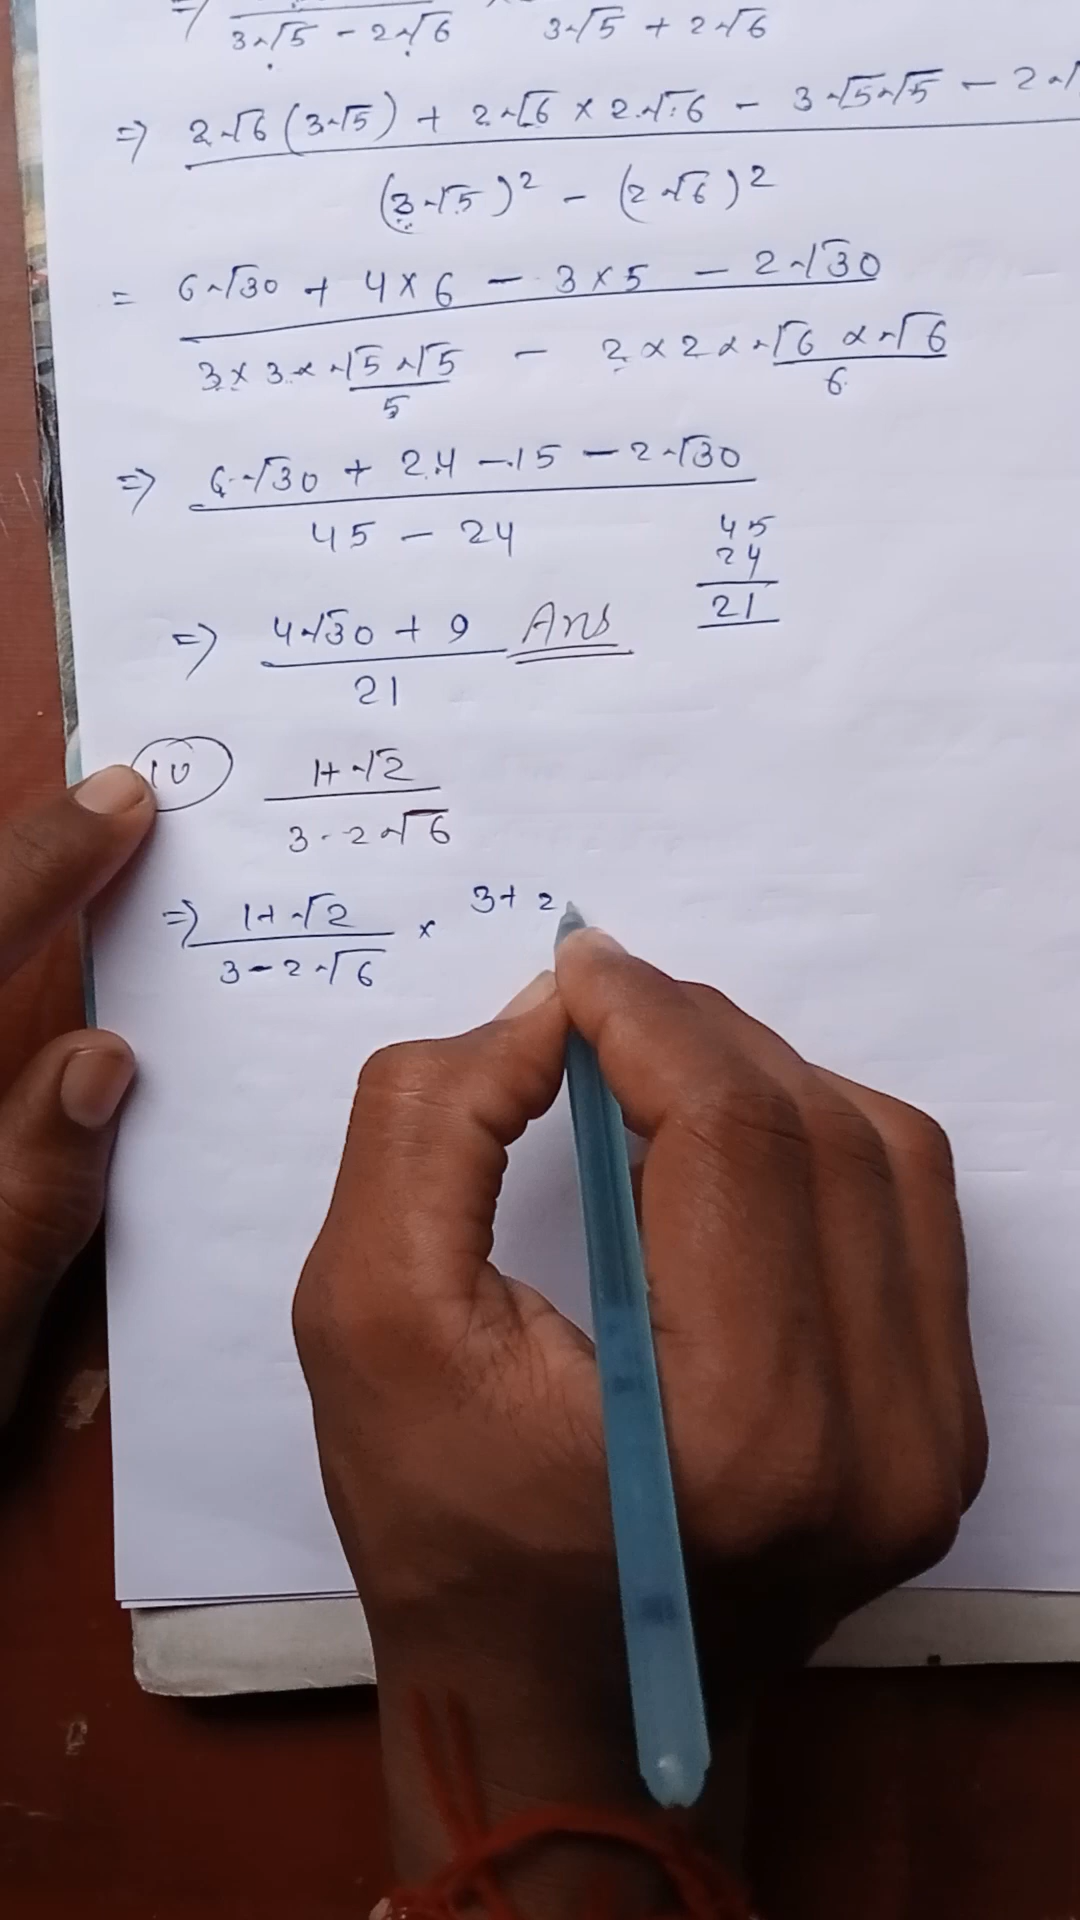 => / 3√5 - 2√6   3√5 + 2√6
=> 2√6 (3√5) + 2√6 × 2√6 - 3√5√5 - 2√
(3√5)² - (2√6)²
= 6√30 + 4×6 - 3×5 - 2√30
3×3×√5√5 - 2×2×√6×√6
5   6
=> 6√30 + 24 - 15 - 2√30
45 - 24
45
24
21
=> 4√30 + 9 Ans
21
iv 1+√2
3-2√6
=> 1+√2 × 3+2
3-2√6